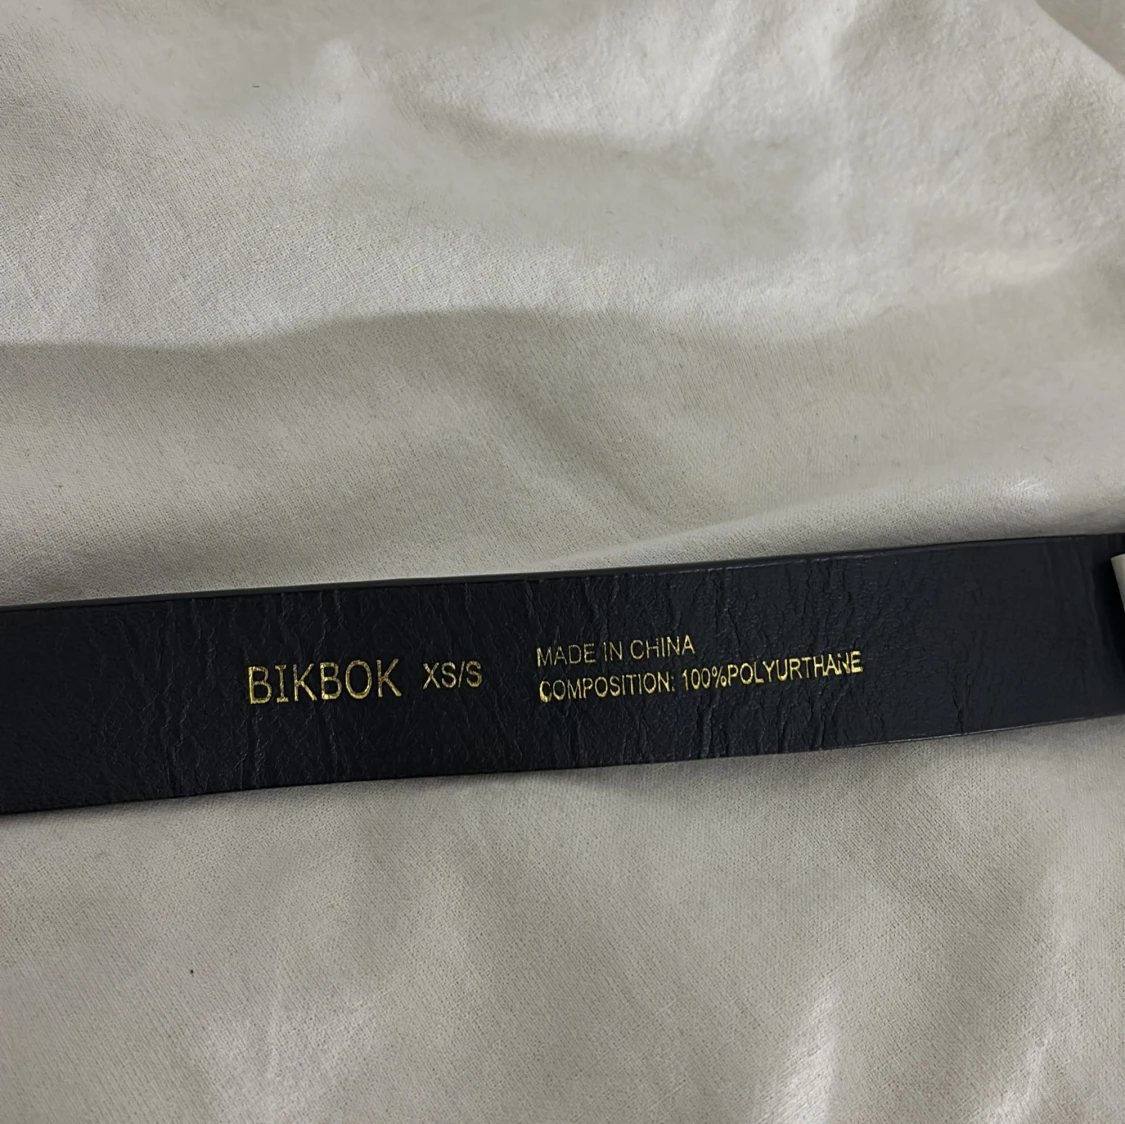 BIKBOK XS/S
MADE IN CHINA
COMPOSITION: 100%POLYURTHANE